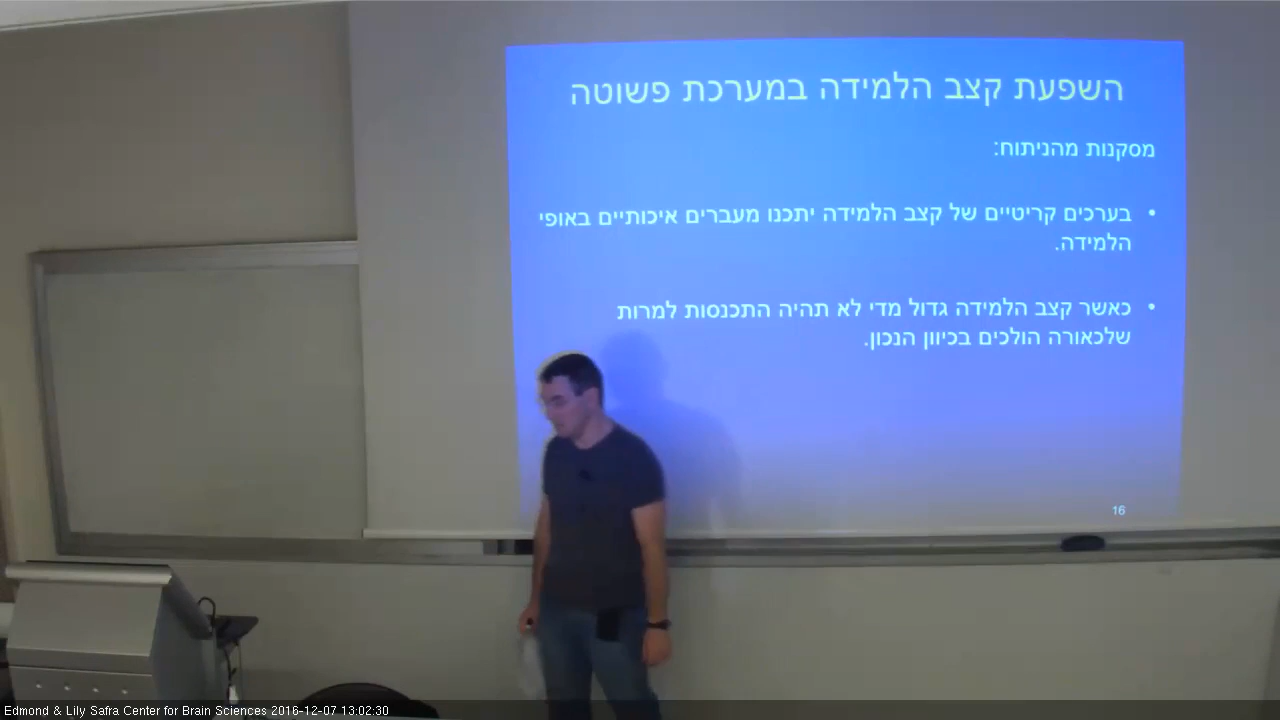 השפעת קצב הלמידה במערכת פשוטה
מסקנות מהניתוח:
• בערכים קריטיים של קצב הלמידה יתכנו מעברים איכותיים באופי
הלמידה.
• כאשר קצב הלמידה גדול מדי לא תהיה התכנסות למרות
שלכאורה הולכים בכיוון הנכון.
16
Edmond & Lily Safra Center for Brain Sciences 2016-12-07 13:02:30